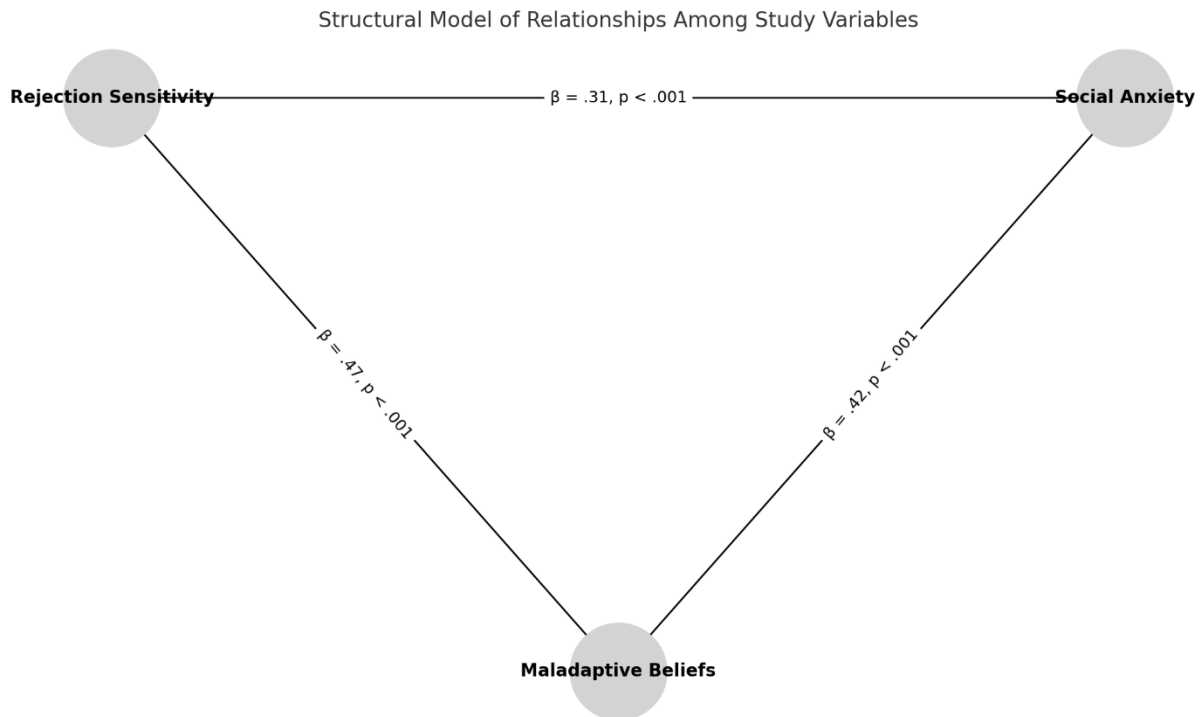 Structural Model of Relationships Among Study Variables
Rejection Sensitivity
β = .31, p < .001
Social Anxiety
β = .47, p < .001
β = .42, p < .001
Maladaptive Beliefs